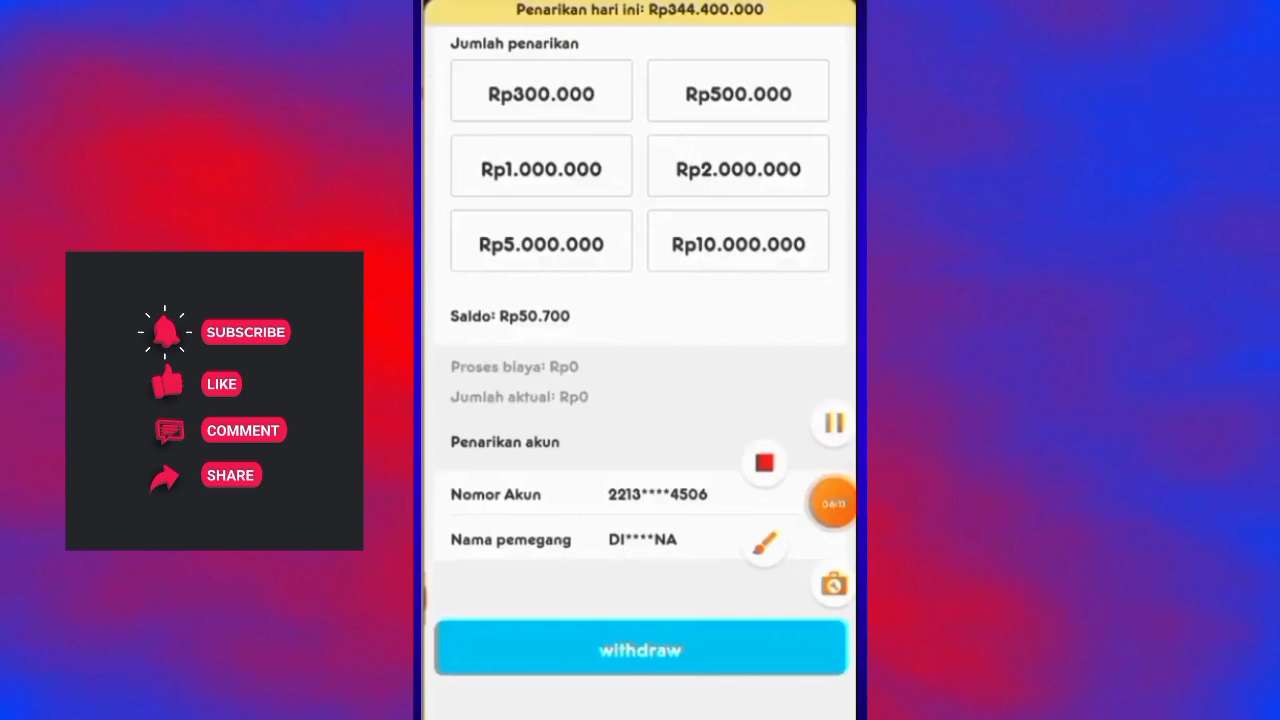 Penarikan hari ini: Rp344.400.000
Jumlah penarikan
Rp300.000
Rp500.000
Rp1.000.000
Rp2.000.000
Rp5.000.000
Rp10.000.000
Saldo: Rp50.700
Proses biaya: Rp0
Jumlah aktual: Rp0
Penarikan akun
Nomor Akun 2213****4506
Nama pemegang DI****NA
withdraw
SUBSCRIBE
LIKE
COMMENT
SHARE